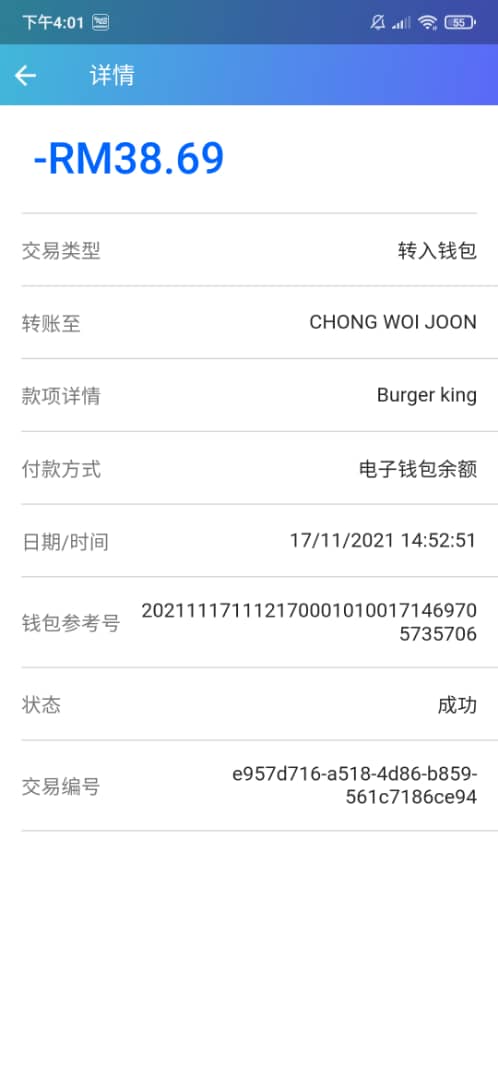 下午4:01
55
详情
-RM38.69
交易类型 转入钱包
转账至 CHONG WOI JOON
款项详情 Burger king
付款方式 电子钱包余额
日期/时间 17/11/2021 14:52:51
钱包参考号 202111171112170001010017146970
5735706
状态 成功
交易编号 e957d716-a518-4d86-b859-
561c7186ce94